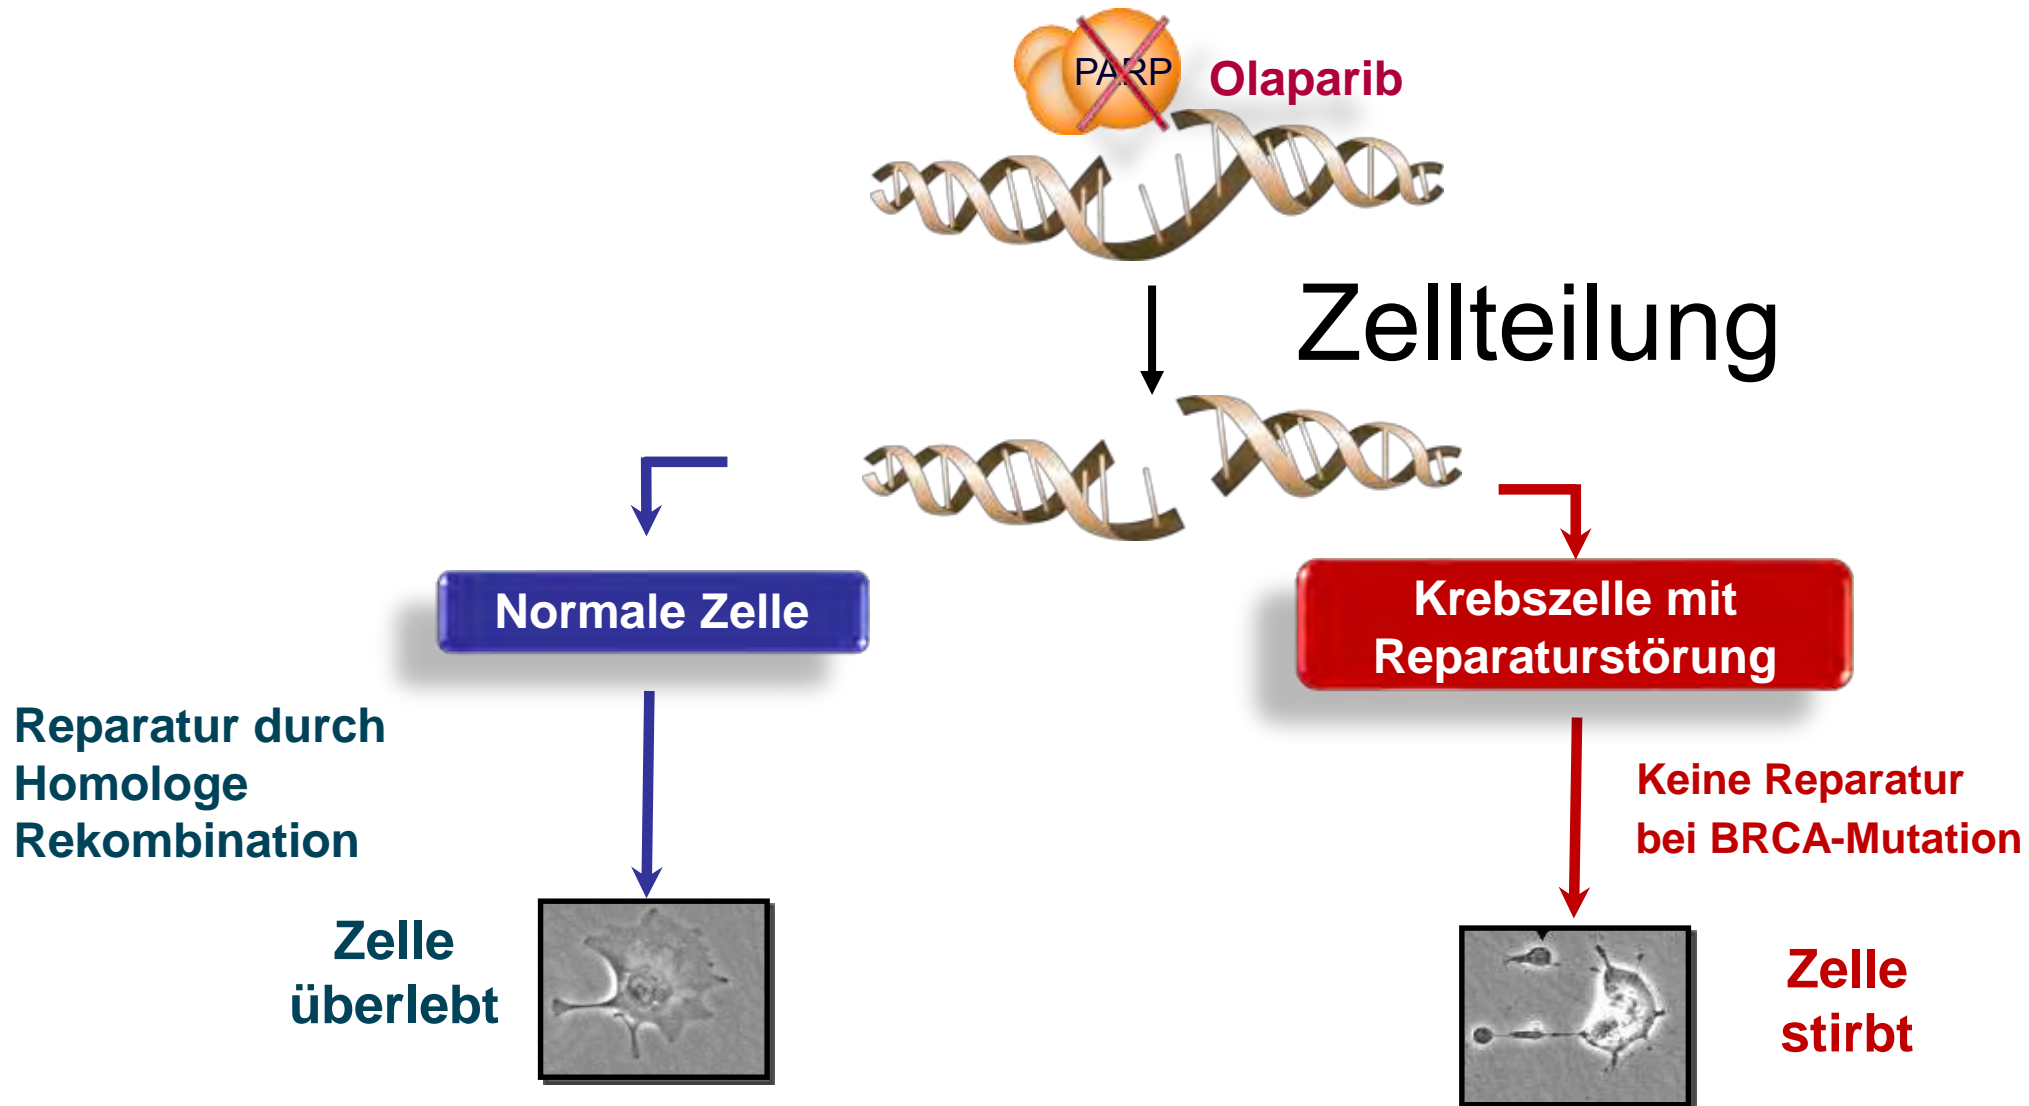 PARP
Olaparib
Zellteilung
Normale Zelle
Krebszelle mit
Reparaturstörung
Reparatur durch
Homologe
Rekombination
Keine Reparatur
bei BRCA-Mutation
Zelle
überlebt
Zelle
stirbt